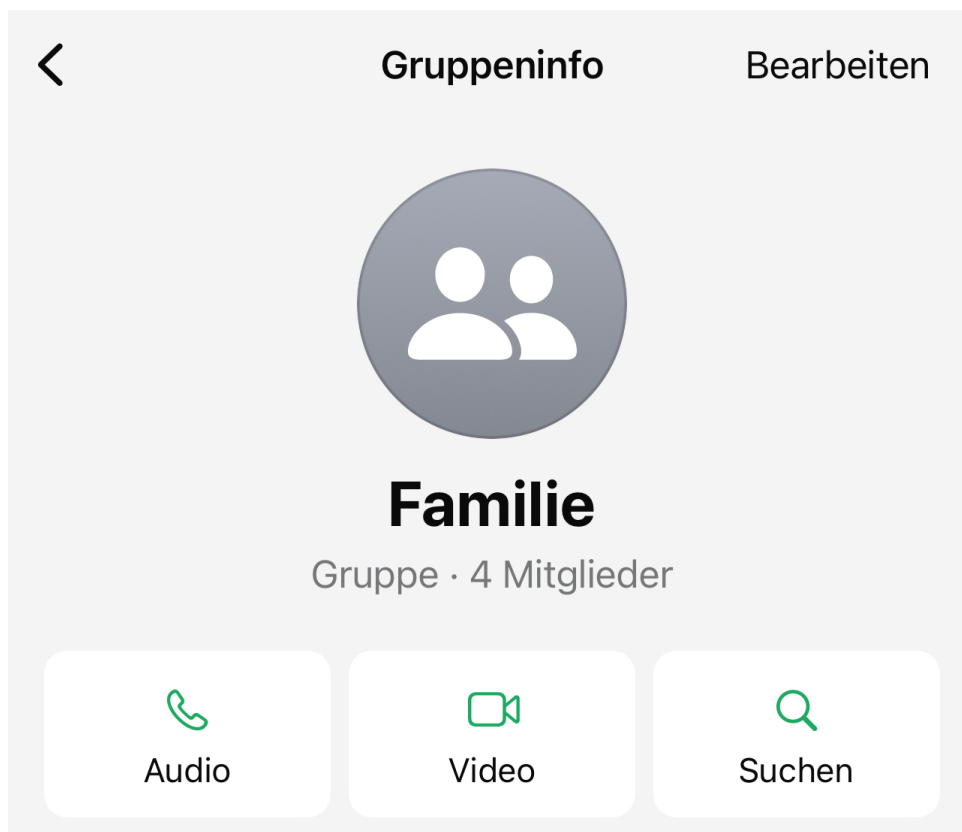 Gruppeninfo Bearbeiten
Familie
Gruppe · 4 Mitglieder
Audio Video Suchen